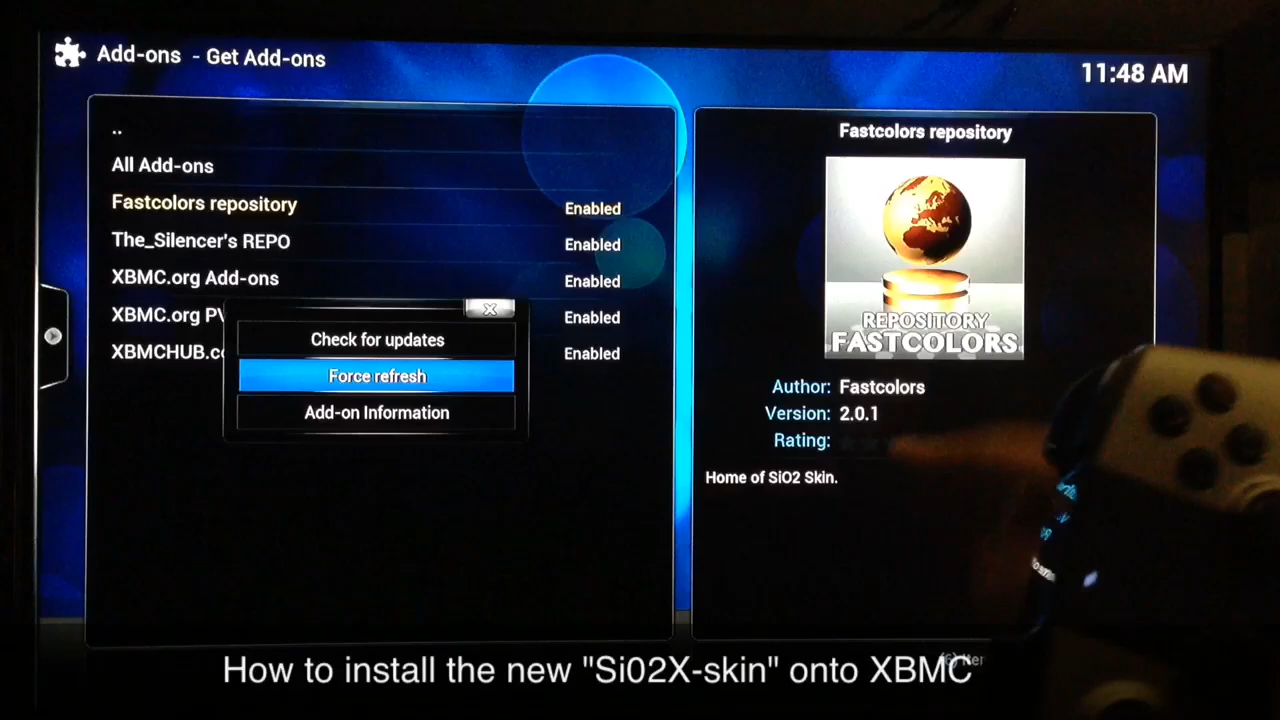 Add-ons - Get Add-ons
11:48 AM
..
All Add-ons
Fastcolors repository Enabled
The_Silencer's REPO Enabled
XBMC.org Add-ons Enabled
XBMC.org Enabled
Enabled
Check for updates
Force refresh
Add-on Information
Fastcolors repository
REPOSITORY
FASTCOLORS
Author: Fastcolors
Version: 2.0.1
Rating:
Home of SiO2 Skin.
How to install the new "Si02X-skin" onto XBMC